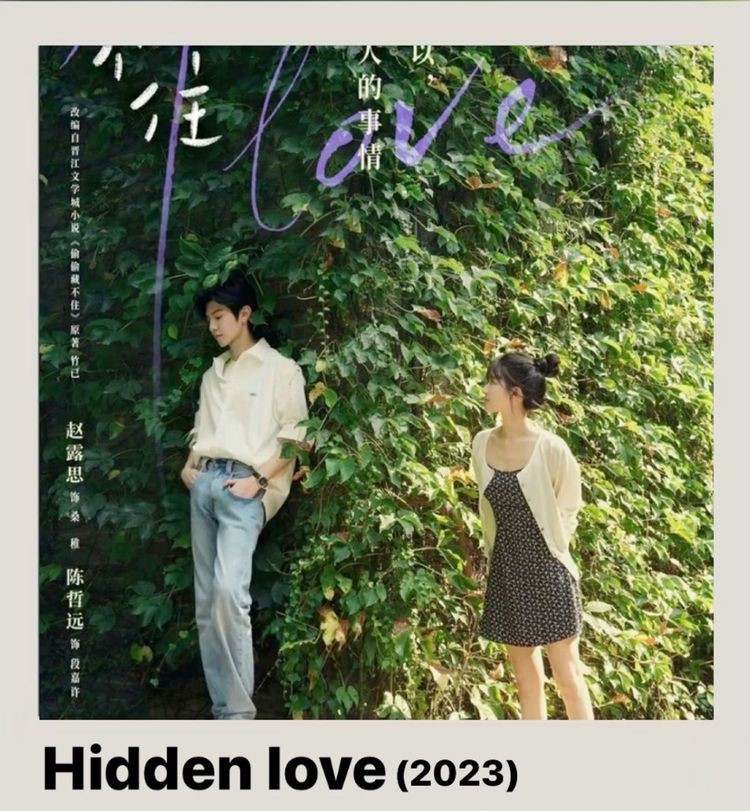 住
love
以，
人的事情
改编自晋江文学城小说《偷偷藏不住》原著 竹已
赵露思 饰 桑 稚
陈哲远 饰 段嘉许
Hidden love (2023)